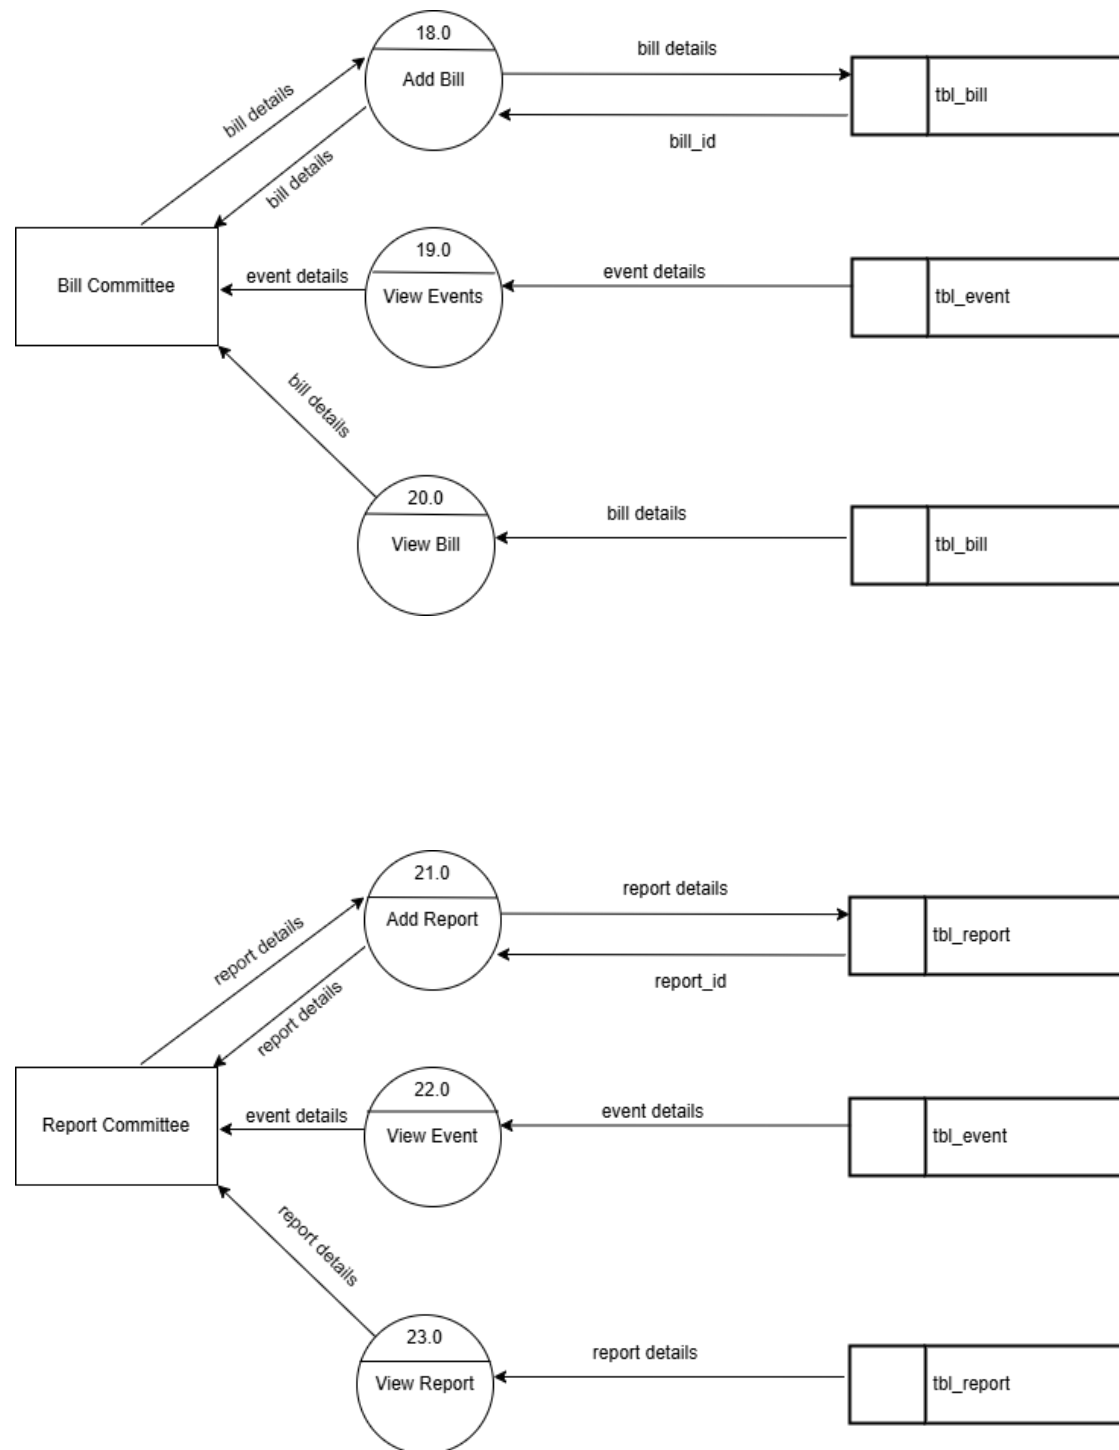 18.0
Add Bill
bill details
tbl_bill
bill_id
bill details
bill details
Bill Committee
19.0
View Events
event details
event details
tbl_event
bill details
20.0
View Bill
bill details
tbl_bill
21.0
Add Report
report details
tbl_report
report_id
report details
report details
Report Committee
22.0
View Event
event details
event details
tbl_event
report details
23.0
View Report
report details
tbl_report